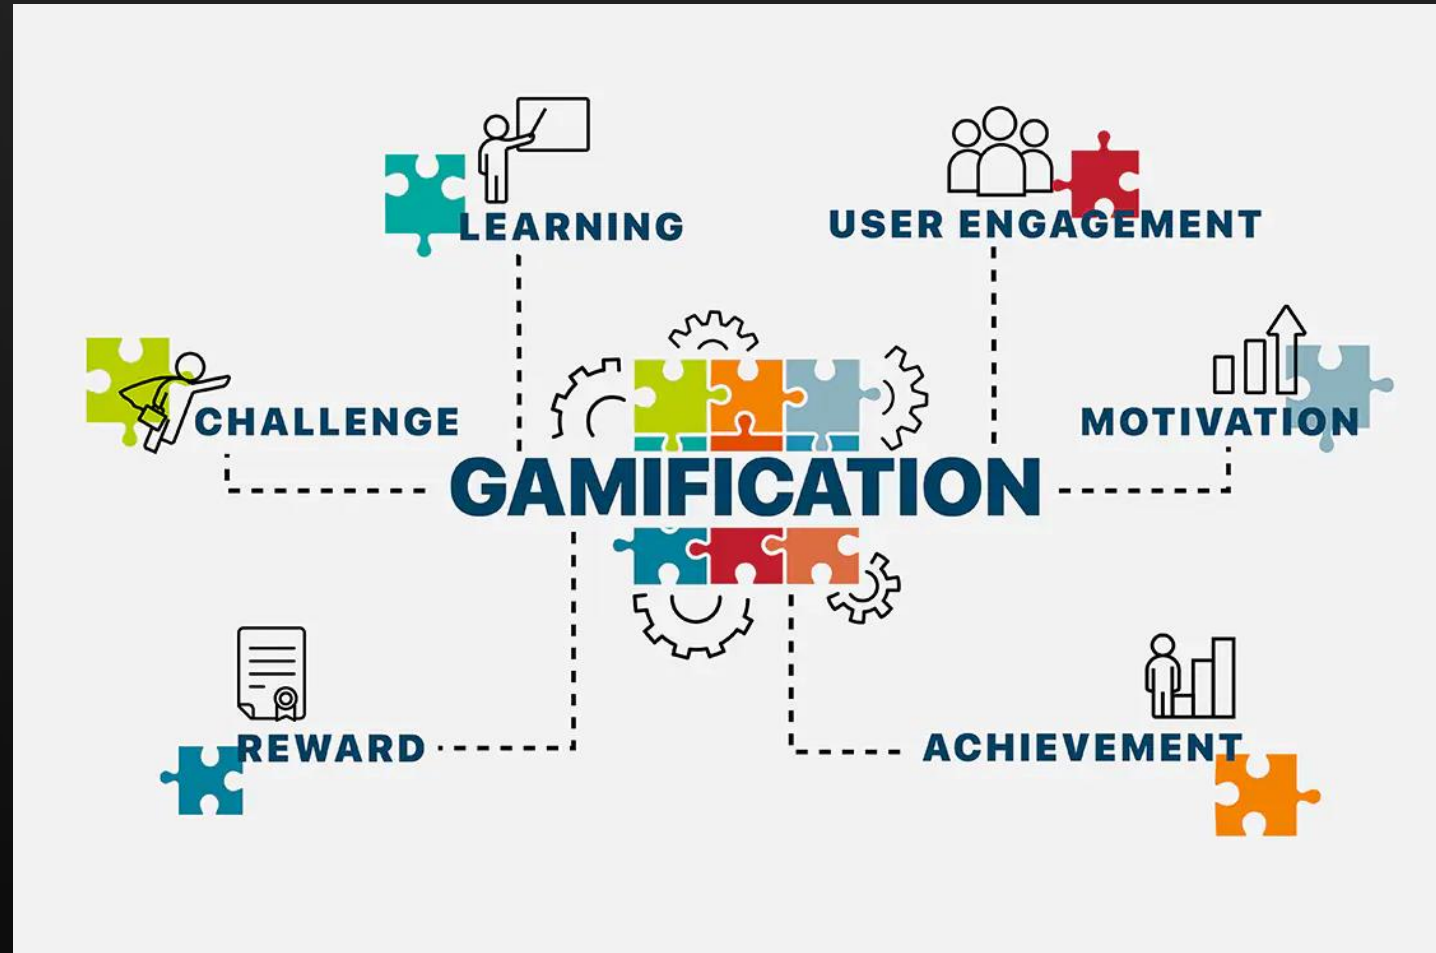 LEARNING
USER ENGAGEMENT
CHALLENGE
MOTIVATION
GAMIFICATION
REWARD
ACHIEVEMENT